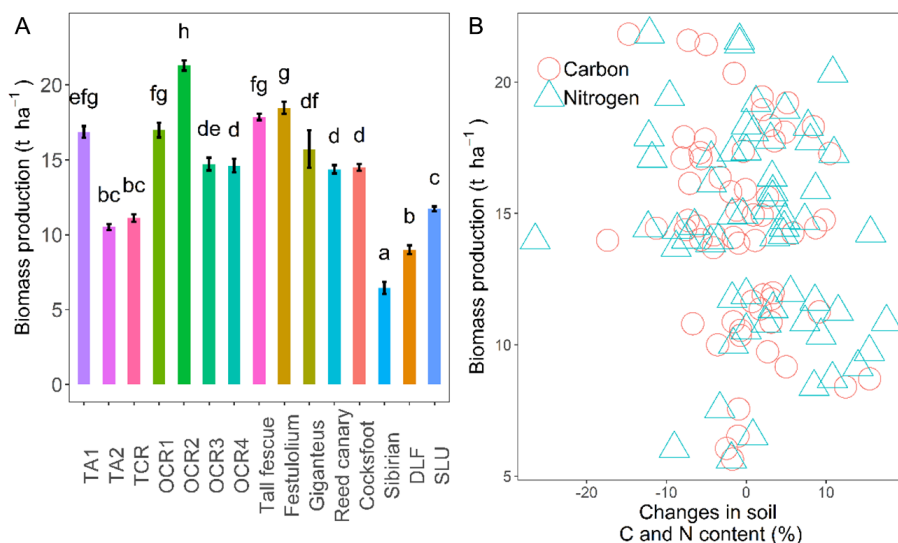 A
Biomass production (t ha⁻¹)
20
15
10
5
0
efg
bc
bc
fg
h
de
d
fg
g
df
d
d
a
b
c
TA1
TA2
TCR
OCR1
OCR2
OCR3
OCR4
Tall fescue
Festulolium
Giganteus
Reed canary
Cocksfoot
Sibirian
DLF
SLU
B
Biomass production (t ha⁻¹)
20
15
10
5
Carbon
Nitrogen
-20
-10
0
10
Changes in soil
C and N content (%)